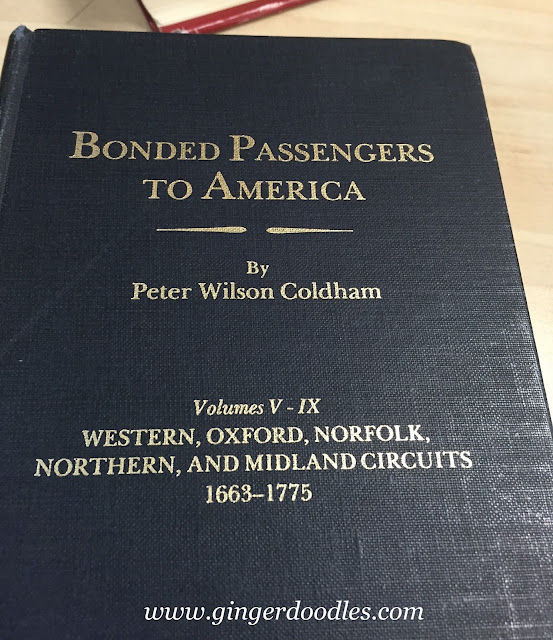 BONDED PASSENGERS
TO AMERICA
By
Peter Wilson Coldham
Volumes V - IX
WESTERN, OXFORD, NORFOLK,
NORTHERN, AND MIDLAND CIRCUITS
1663–1775
www.gingerdoodles.com